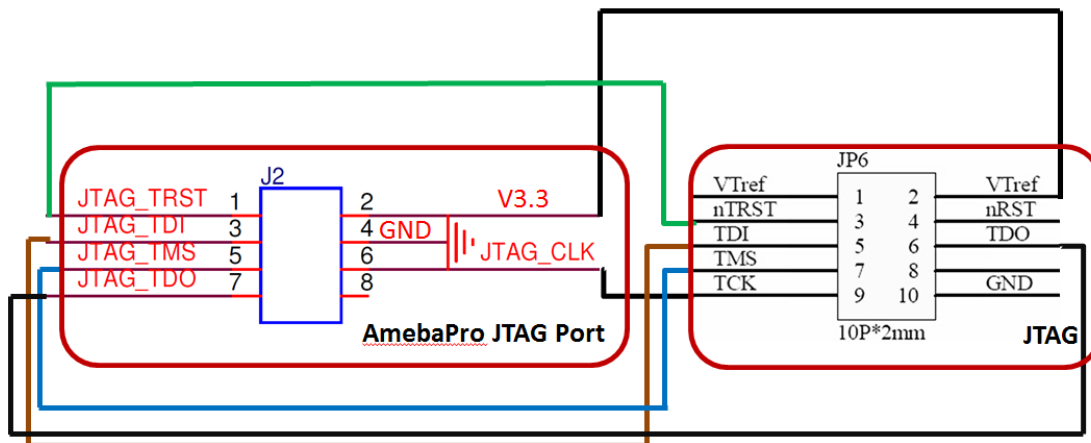 J2
JTAG_TRST 1 2 V3.3
JTAG_TDI 3 4 GND
JTAG_TMS 5 6 JTAG_CLK
JTAG_TDO 7 8
AmebaPro JTAG Port
JP6
VTref 1 2 VTref
nTRST 3 4 nRST
TDI 5 6 TDO
TMS 7 8
TCK 9 10 GND
10P*2mm
JTAG